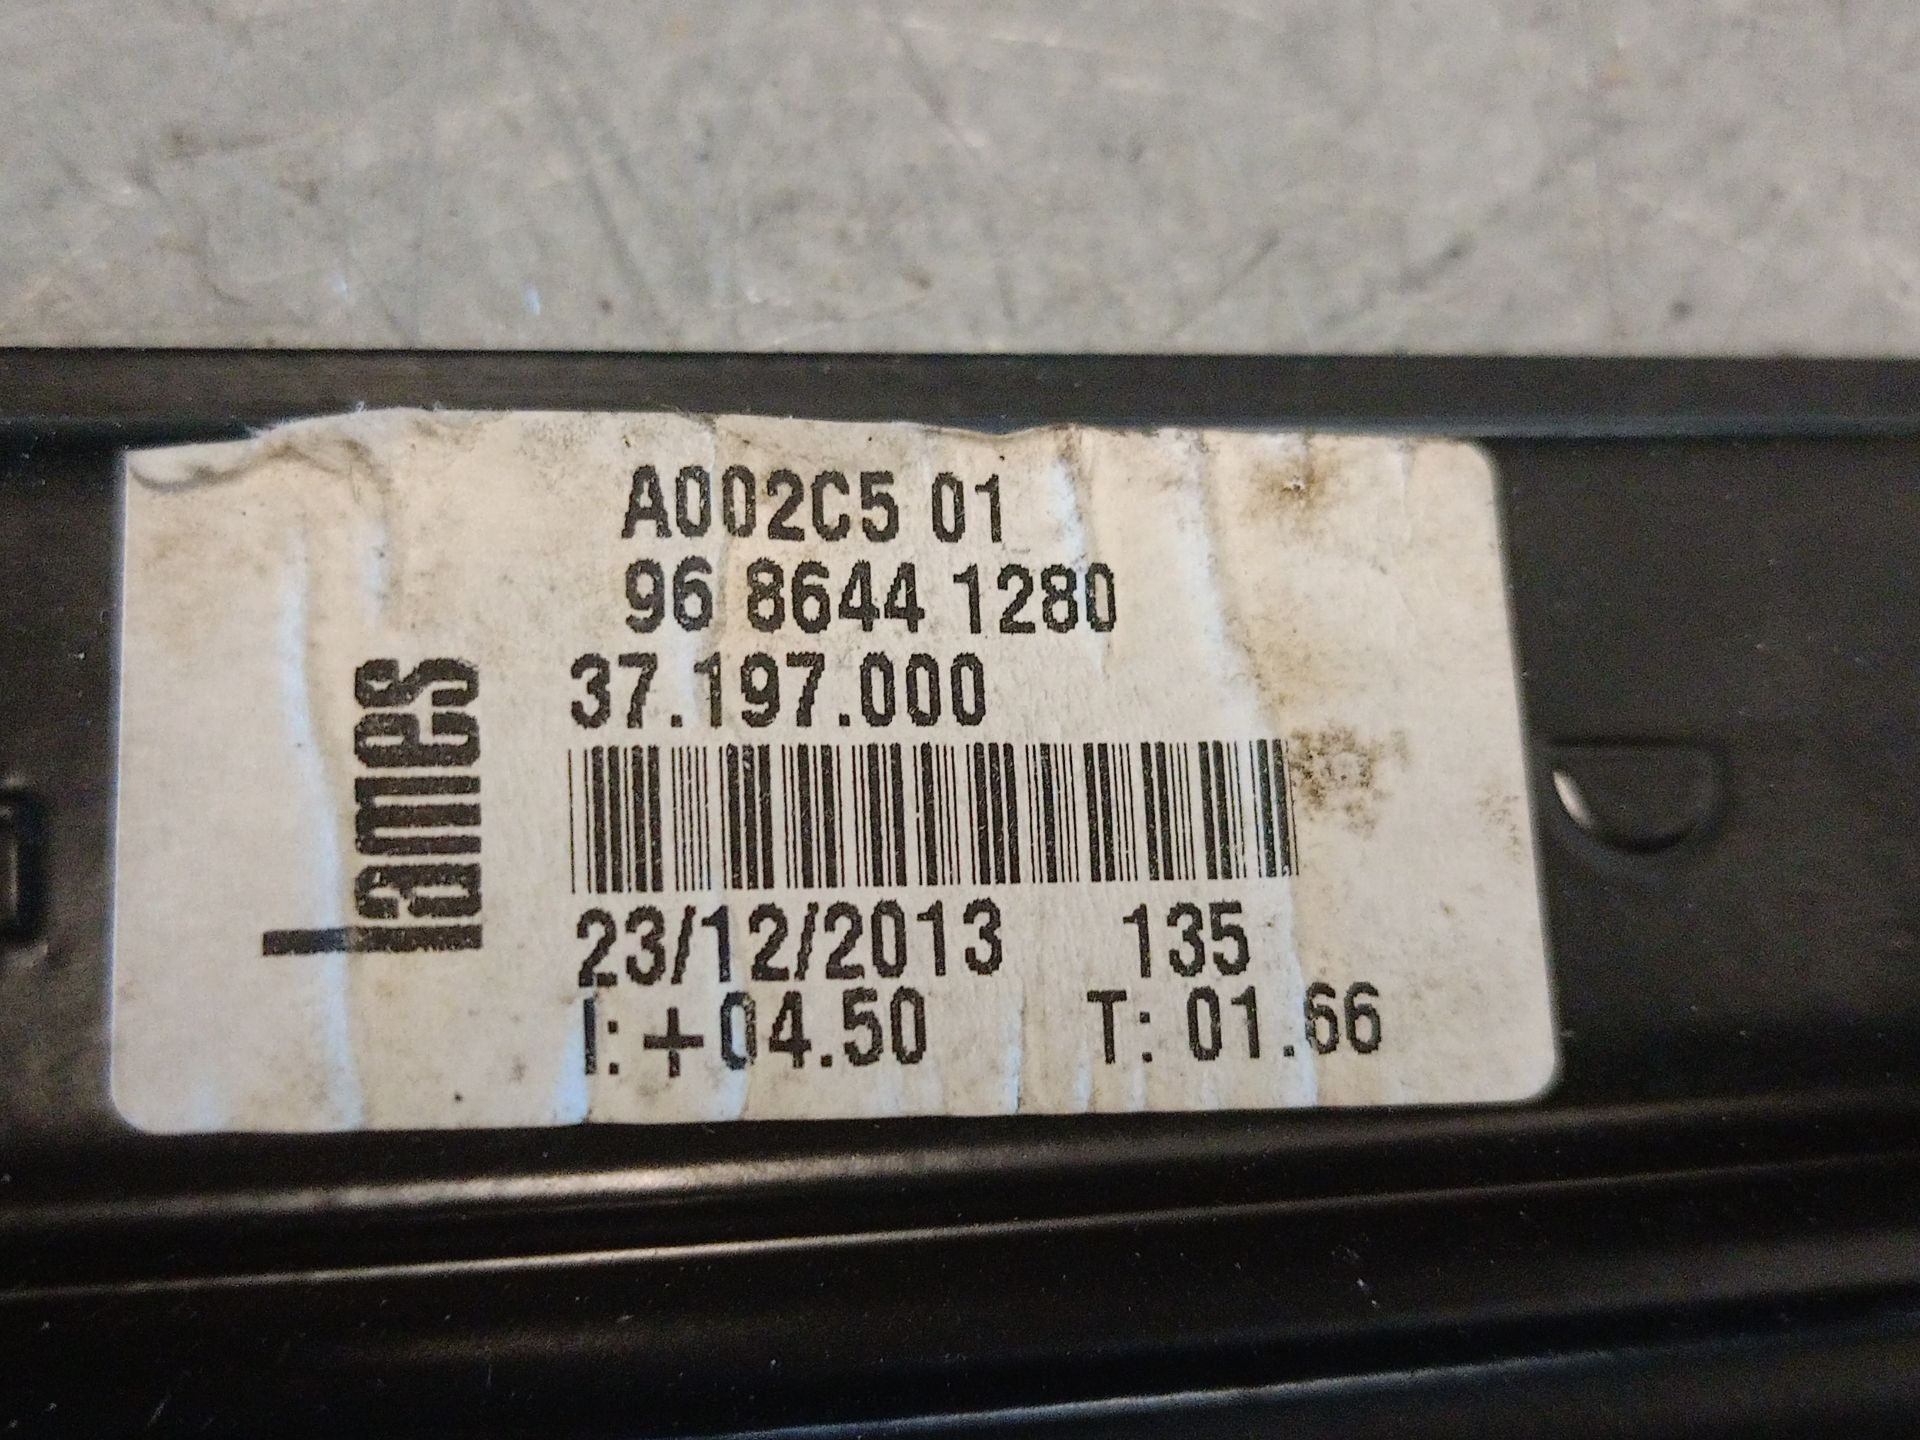 A002C5 01
96 8644 1280
37.197.000
lames
23/12/2013 135
I: +04.50 T: 01.66